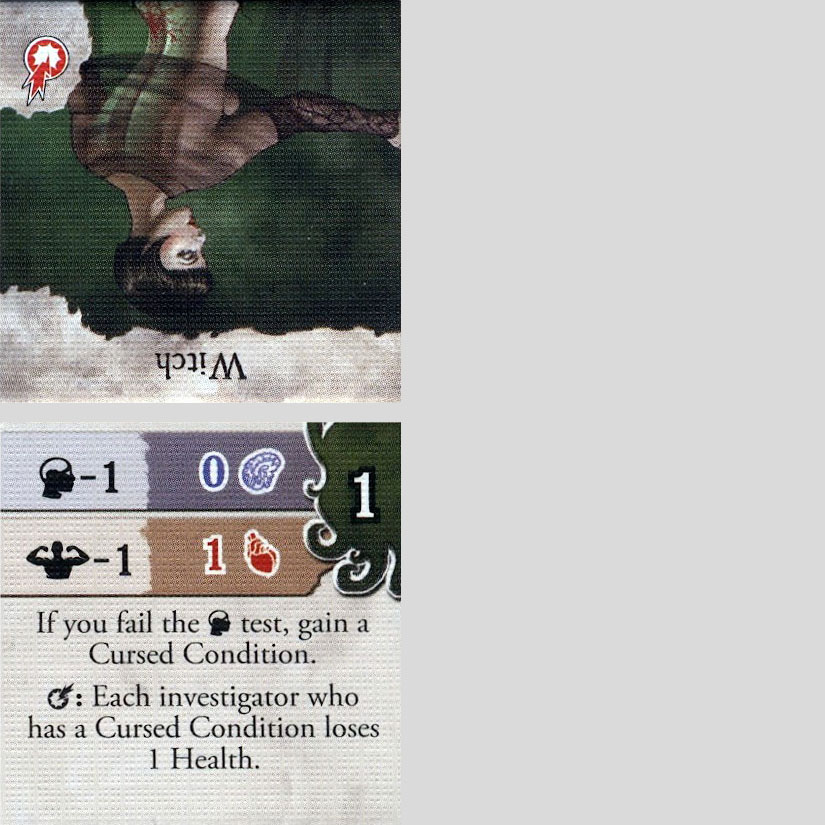 Witch
-1 0
1
-1 1
If you fail the test, gain a
Cursed Condition.
: Each investigator who
has a Cursed Condition loses
1 Health.